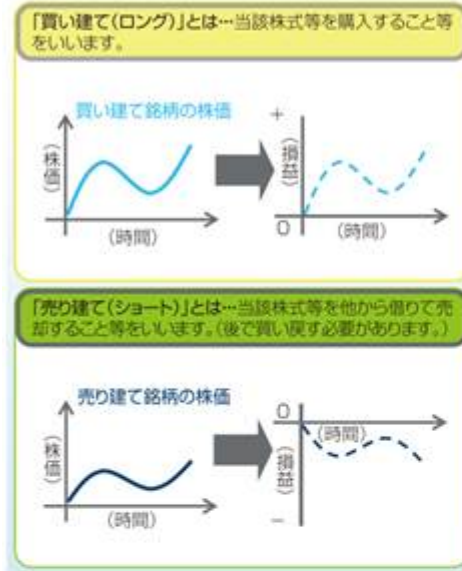 「買い建て(ロング)」とは…当該株式等を購入すること等
をいいます。
買い建て銘柄の株価
(株価)
(時間)
+
(損益)
0
(時間)
「売り建て(ショート)」とは…当該株式等を他から借りて売
却すること等をいいます。(後で買い戻す必要があります。)
売り建て銘柄の株価
(株価)
(時間)
0
(時間)
(損益)
−